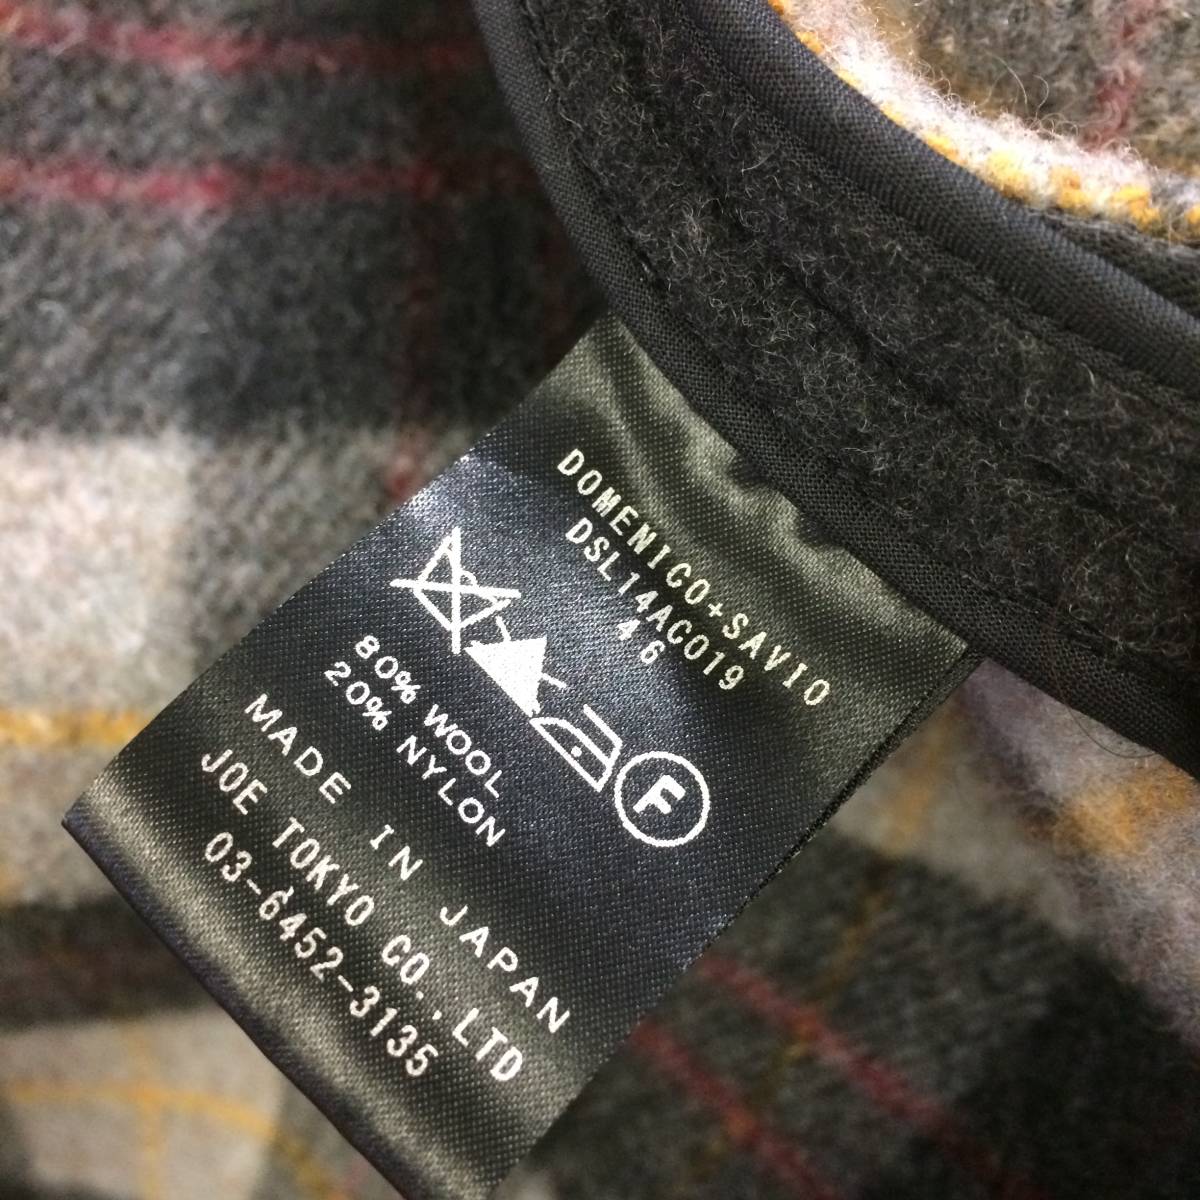 DOMENICO+SAVIO
DSL14AC019
46
F
80% WOOL
20% NYLON
MADE IN JAPAN
JOE TOKYO CO.,LTD
03-6452-3135